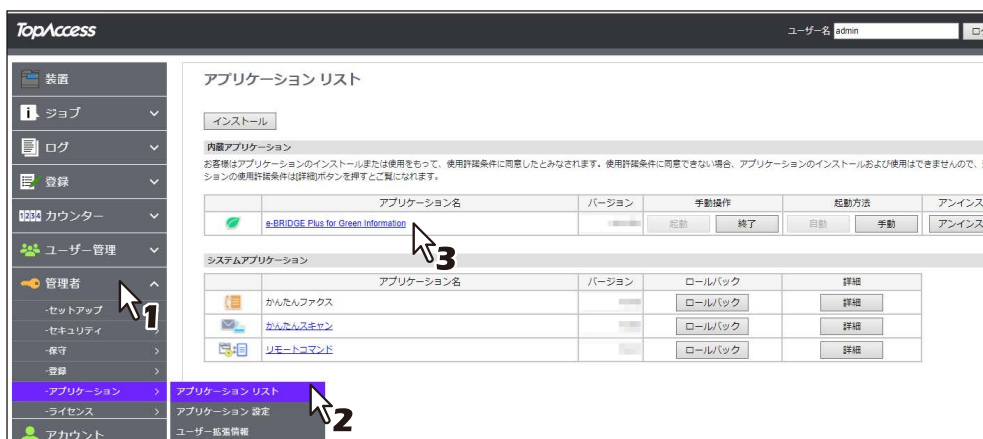 TopAccess
ユーザー名 admin
装置
ジョブ
ログ
登録
1234 カウンター
ユーザー管理
管理者
-セットアップ
-セキュリティ
-保守
-登録
-アプリケーション
-ライセンス
アカウント
アプリケーション リスト
アプリケーション 設定
ユーザー拡張情報
1
2
アプリケーション リスト
インストール
内蔵アプリケーション
お客様はアプリケーションのインストールまたは使用をもって、使用許諾条件に同意したとみなされます。使用許諾条件に同意できない場合、アプリケーションのインストールおよび使用はできませんので、
ションの使用許諾条件は[詳細]ボタンを押すとご覧になれます。
アプリケーション名 バージョン 手動操作 起動方法 アンインス
e-BRIDGE Plus for Green Information 起動 終了 自動 手動 アンインス
3
システムアプリケーション
アプリケーション名 バージョン ロールバック 詳細
かんたんファクス ロールバック 詳細
かんたんスキャン ロールバック 詳細
リモートコマンド ロールバック 詳細